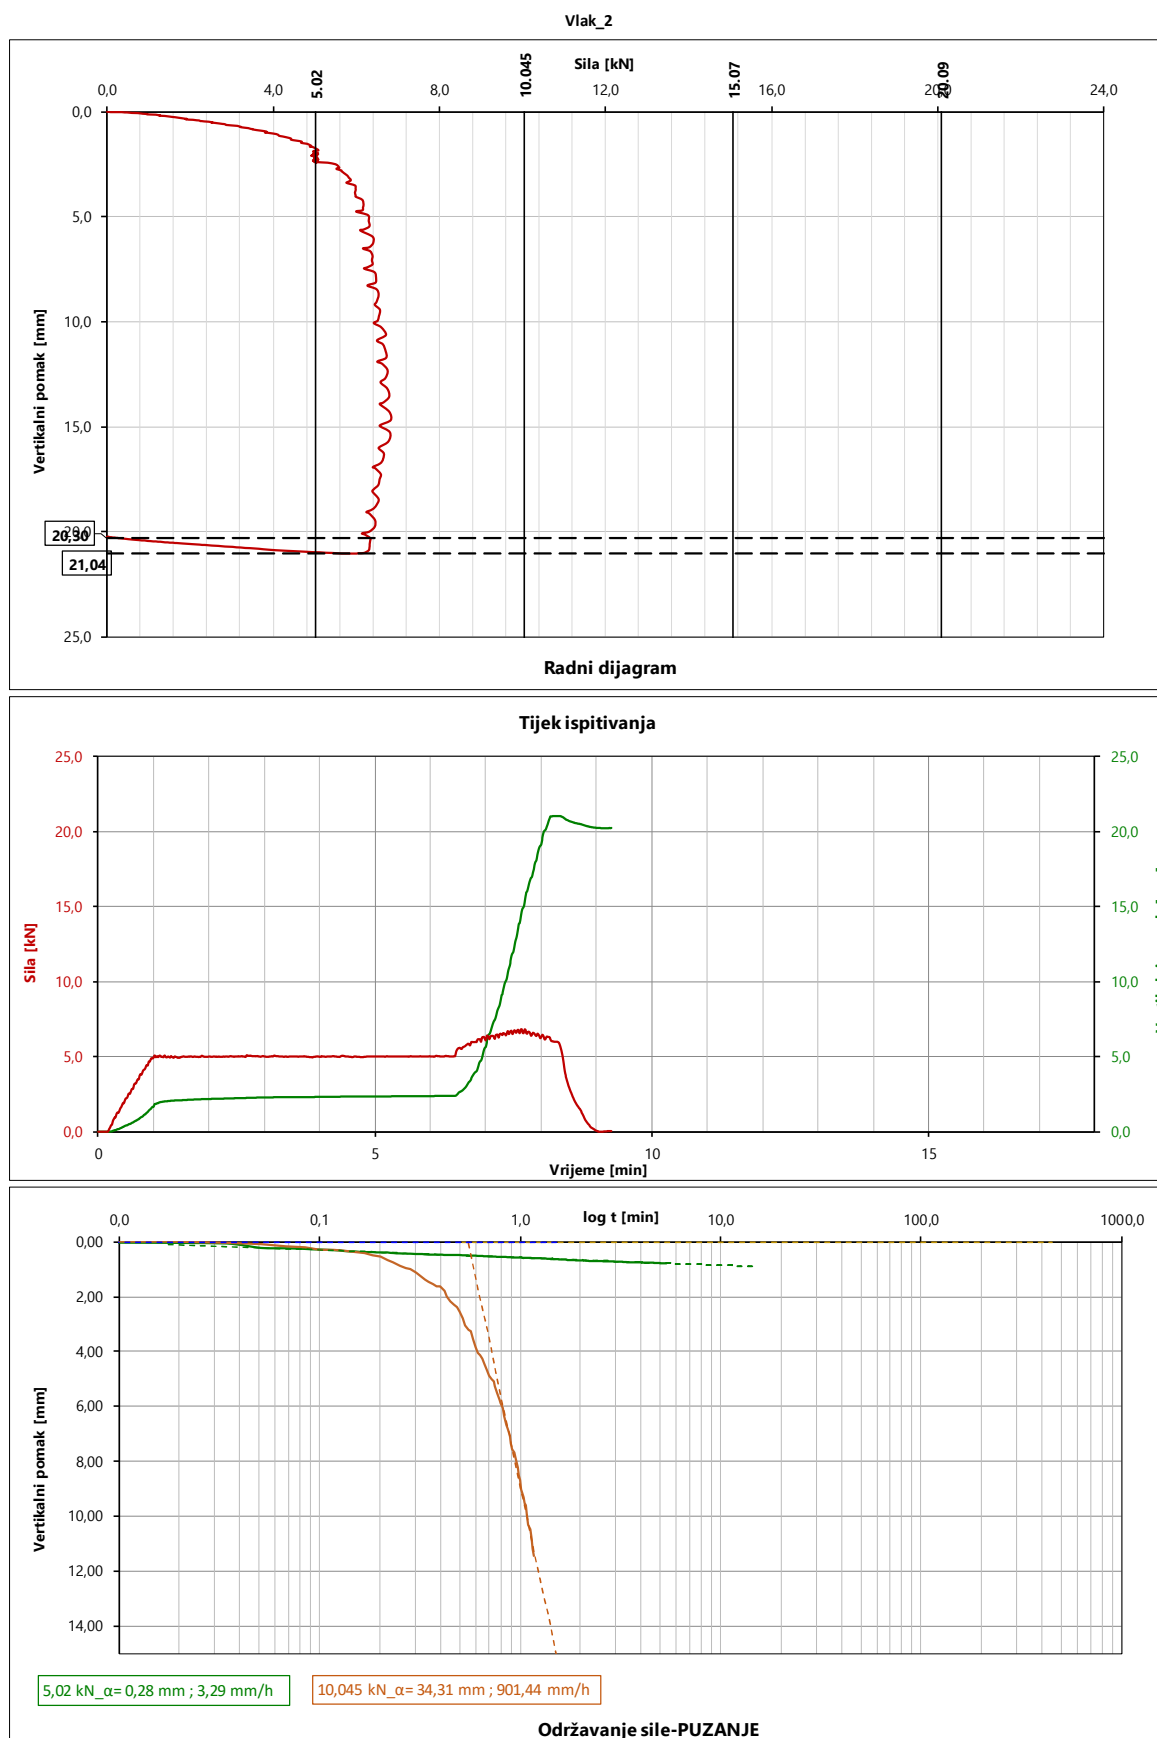 Vlak_2
Sila [kN]
0,0 4,0 8,0 12,0 16,0 24,0
5.02 10.045 15.07 20.09
0,0
5,0
10,0
15,0
20,30
21,04
25,0
Vertikalni pomak [mm]
Radni dijagram
Tijek ispitivanja
25,0 25,0
20,0 20,0
15,0 15,0
10,0 10,0
5,0 5,0
0,0 0,0
Sila [kN]
0 5 10 15
Vrijeme [min]
log t [min]
0,0 0,1 1,0 10,0 100,0 1000,0
0,00
2,00
4,00
6,00
8,00
10,00
12,00
14,00
Vertikalni pomak [mm]
5,02 kN_α= 0,28 mm ; 3,29 mm/h
10,045 kN_α= 34,31 mm ; 901,44 mm/h
Održavanje sile-PUZANJE